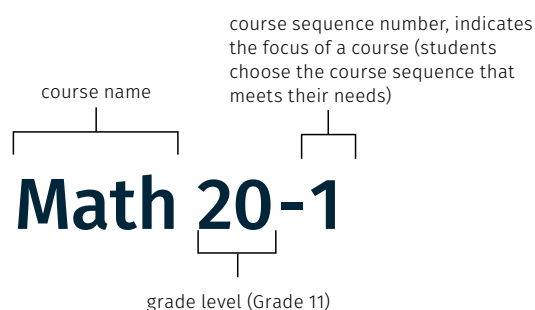 course sequence number, indicates
the focus of a course (students
choose the course sequence that
meets their needs)
course name
Math 20-1
grade level (Grade 11)